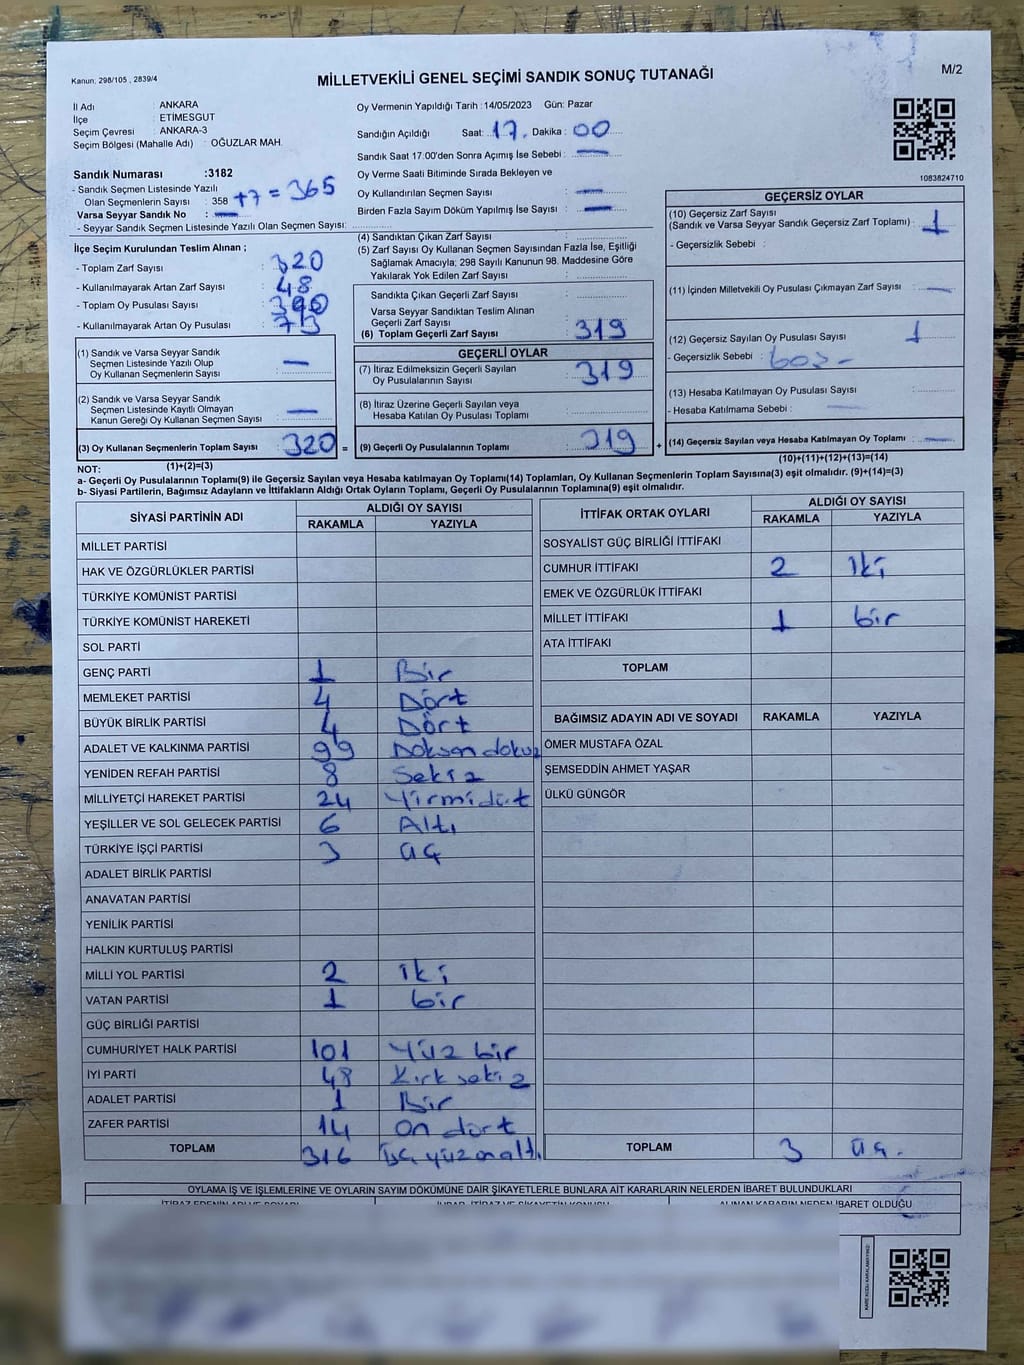 Kanun: 298/105 , 2839/4
MİLLETVEKİLİ GENEL SEÇİMİ SANDIK SONUÇ TUTANAĞI
M/2
İl Adı : ANKARA
İlçe : ETİMESGUT
Seçim Çevresi : ANKARA-3
Seçim Bölgesi (Mahalle Adı) : OĞUZLAR MAH.
Oy Vermenin Yapıldığı Tarih :14/05/2023 Gün: Pazar
Sandığın Açıldığı Saat: 17. Dakika: 00
Sandık Saat 17:00'den Sonra Açımış İse Sebebi : —
Oy Verme Saati Bitiminde Sırada Bekleyen ve
Oy Kullandırılan Seçmen Sayısı : —
Birden Fazla Sayım Döküm Yapılmış İse Sayısı : —
1083824710
Sandık Numarası :3182
- Sandık Seçmen Listesinde Yazılı
Olan Seçmenlerin Sayısı : 358 +7 = 365
Varsa Seyyar Sandık No : —
- Seyyar Sandık Seçmen Listesinde Yazılı Olan Seçmen Sayısı:
İlçe Seçim Kurulundan Teslim Alınan ;
- Toplam Zarf Sayısı : 320
- Kullanılmayarak Artan Zarf Sayısı : 48
- Toplam Oy Pusulası Sayısı :
- Kullanılmayarak Artan Oy Pusulası : 73
(1) Sandık ve Varsa Seyyar Sandık
Seçmen Listesinde Yazılı Olup
Oy Kullanan Seçmenlerin Sayısı : —
(2) Sandık ve Varsa Seyyar Sandık
Seçmen Listesinde Kayıtlı Olmayan
Kanun Gereği Oy Kullanan Seçmen Sayısı : —
(3) Oy Kullanan Seçmenlerin Toplam Sayısı : 320 =
(1)+(2)=(3)
(4) Sandıktan Çıkan Zarf Sayısı :
(5) Zarf Sayısı Oy Kullanan Seçmen Sayısından Fazla İse, Eşitliği
Sağlamak Amacıyla; 298 Sayılı Kanunun 98. Maddesine Göre
Yakılarak Yok Edilen Zarf Sayısı :
Sandıkta Çıkan Geçerli Zarf Sayısı :
Varsa Seyyar Sandıktan Teslim Alınan
Geçerli Zarf Sayısı :
(6) Toplam Geçerli Zarf Sayısı : 319
GEÇERLİ OYLAR
(7) İtiraz Edilmeksizin Geçerli Sayılan
Oy Pusulalarının Sayısı : 319
(8) İtiraz Üzerine Geçerli Sayılan veya
Hesaba Katılan Oy Pusulaları Toplamı :
(9) Geçerli Oy Pusulalarının Toplamı : 319 +
GEÇERSİZ OYLAR
(10) Geçersiz Zarf Sayısı
(Sandık ve Varsa Seyyar Sandık Geçersiz Zarf Toplamı) : 1
- Geçersizlik Sebebi :
(11) İçinden Milletvekili Oy Pusulası Çıkmayan Zarf Sayısı : —
(12) Geçersiz Sayılan Oy Pusulası Sayısı : 1
- Geçersizlik Sebebi :
(13) Hesaba Katılmayan Oy Pusulası Sayısı :
- Hesaba Katılmama Sebebi : —
(14) Geçersiz Sayılan veya Hesaba Katılmayan Oy Toplamı : —
(10)+(11)+(12)+(13)=(14)
NOT:
a- Geçerli Oy Pusulalarının Toplamı(9) ile Geçersiz Sayılan veya Hesaba katılmayan Oy Toplamı(14) Toplamları, Oy Kullanan Seçmenlerin Toplam Sayısına(3) eşit olmalıdır. (9)+(14)=(3)
b- Siyasi Partilerin, Bağımsız Adayların ve İttifakların Aldığı Ortak Oyların Toplamı, Geçerli Oy Pusulalarının Toplamına(9) eşit olmalıdır.
SİYASİ PARTİNİN ADI ALDIĞI OY SAYISI
RAKAMLA YAZIYLA
MİLLET PARTİSİ
HAK VE ÖZGÜRLÜKLER PARTİSİ
TÜRKİYE KOMÜNİST PARTİSİ
TÜRKİYE KOMÜNİST HAREKETİ
SOL PARTİ
GENÇ PARTİ 1 Bir
MEMLEKET PARTİSİ 4 Dört
BÜYÜK BİRLİK PARTİSİ 4 Dört
ADALET VE KALKINMA PARTİSİ 99 Doksan dokuz
YENİDEN REFAH PARTİSİ 8 Sekiz
MİLLİYETÇİ HAREKET PARTİSİ 24 Yirmidört
YEŞİLLER VE SOL GELECEK PARTİSİ 6 Altı
TÜRKİYE İŞÇİ PARTİSİ 3 üç
ADALET BİRLİK PARTİSİ
ANAVATAN PARTİSİ
YENİLİK PARTİSİ
HALKIN KURTULUŞ PARTİSİ
MİLLİ YOL PARTİSİ 2 iki
VATAN PARTİSİ 1 bir
GÜÇ BİRLİĞİ PARTİSİ
CUMHURİYET HALK PARTİSİ 101 Yüz bir
İYİ PARTİ 48 Kırk sekiz
ADALET PARTİSİ 1 Bir
ZAFER PARTİSİ 14 On dört
TOPLAM 316 üç yüz onaltı
İTTİFAK ORTAK OYLARI ALDIĞI OY SAYISI
RAKAMLA YAZIYLA
SOSYALİST GÜÇ BİRLİĞİ İTTİFAKI
CUMHUR İTTİFAKI 2 iki
EMEK VE ÖZGÜRLÜK İTTİFAKI
MİLLET İTTİFAKI 1 bir
ATA İTTİFAKI
TOPLAM
BAĞIMSIZ ADAYIN ADI VE SOYADI RAKAMLA YAZIYLA
ÖMER MUSTAFA ÖZAL
ŞEMSEDDİN AHMET YAŞAR
ÜLKÜ GÜNGÖR
TOPLAM 3 üç.
OYLAMA İŞ VE İŞLEMLERİNE VE OYLARIN SAYIM DÖKÜMÜNE DAİR ŞİKAYETLERLE BUNLARA AİT KARARLARIN NELERDEN İBARET BULUNDUKLARI
İTİRAZ EDENİN ADI VE SOYADI İHBAR, İTİRAZ VE ŞİKAYETİN KONUSU ALINAN KARARIN NEDEN İBARET OLDUĞU